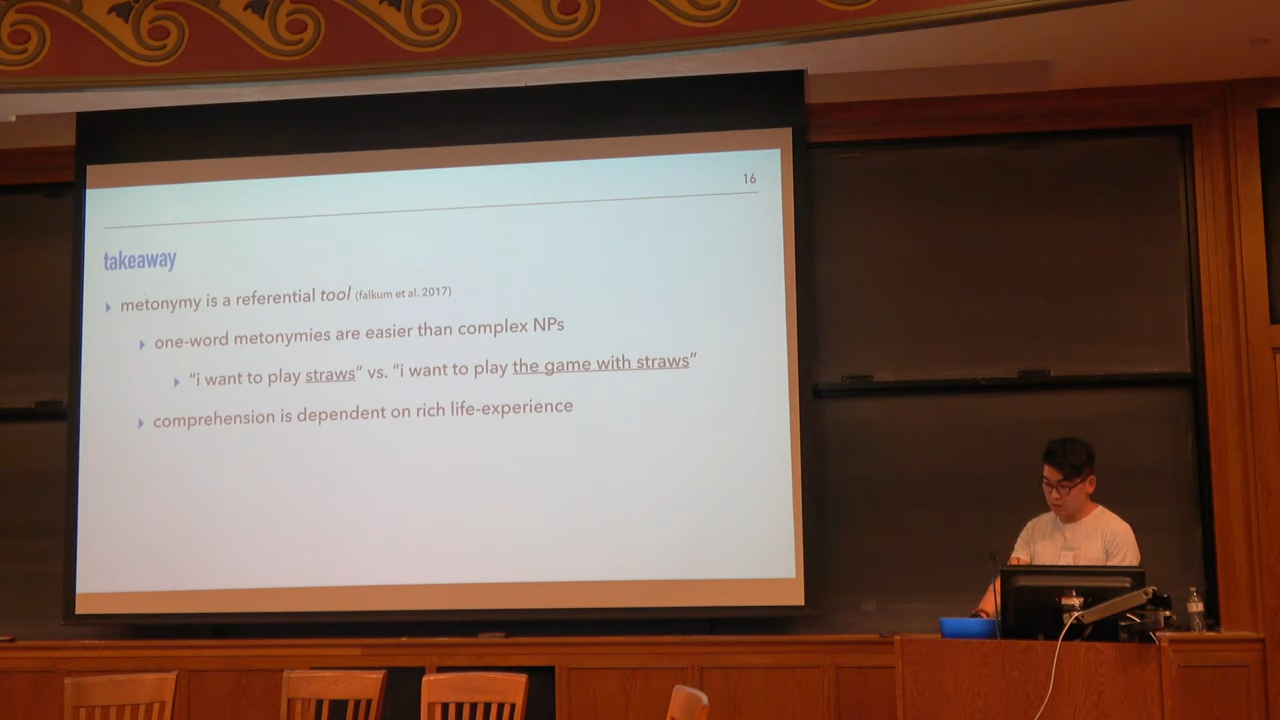 16
takeaway
metonymy is a referential tool (falkum et al. 2017)
one-word metonymies are easier than complex NPs
"i want to play straws" vs. "i want to play the game with straws"
comprehension is dependent on rich life-experience